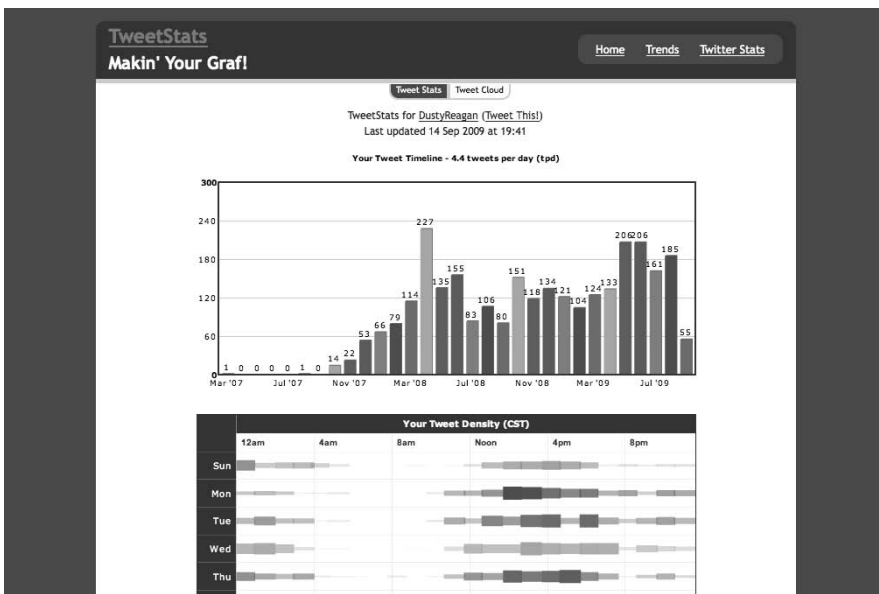 TweetStats
Makin' Your Graf!
Home Trends Twitter Stats
Tweet Stats Tweet Cloud
TweetStats for DustyReagan (Tweet This!)
Last updated 14 Sep 2009 at 19:41
Your Tweet Timeline - 4.4 tweets per day (tpd)
300
240
180
120
60
0
1 0 0 0 0 1 0 14 22 53 66 79 114 227 135 155 83 106 80 151 118 134 121 104 124 133 206 206 161 185 55
Mar '07 Jul '07 Nov '07 Mar '08 Jul '08 Nov '08 Mar '09 Jul '09
Your Tweet Density (CST)
12am 4am 8am Noon 4pm 8pm
Sun
Mon
Tue
Wed
Thu